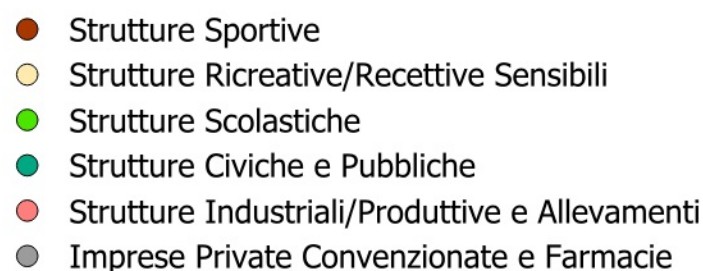 Strutture Sportive
Strutture Ricreative/Recettive Sensibili
Strutture Scolastiche
Strutture Civiche e Pubbliche
Strutture Industriali/Produttive e Allevamenti
Imprese Private Convenzionate e Farmacie